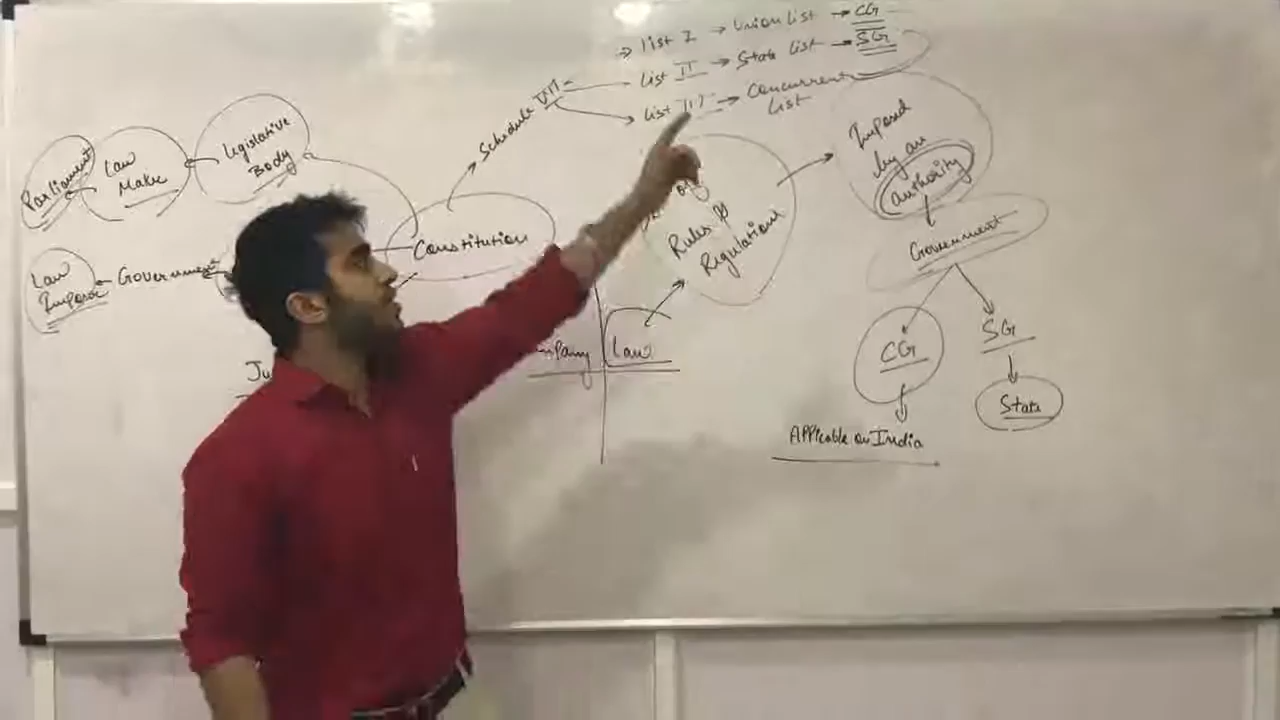 ⇒ List I → Union List → CG
List II → State List → SG
List III → Concurrent
List
Schedule VII
Legislative
Body
Law
Make
Parliament
Constitution
Government
Law
Impose
Imposed
by an
authority
Rules &
Regulations
Government
CG
SG
State
Applicable on India
Law